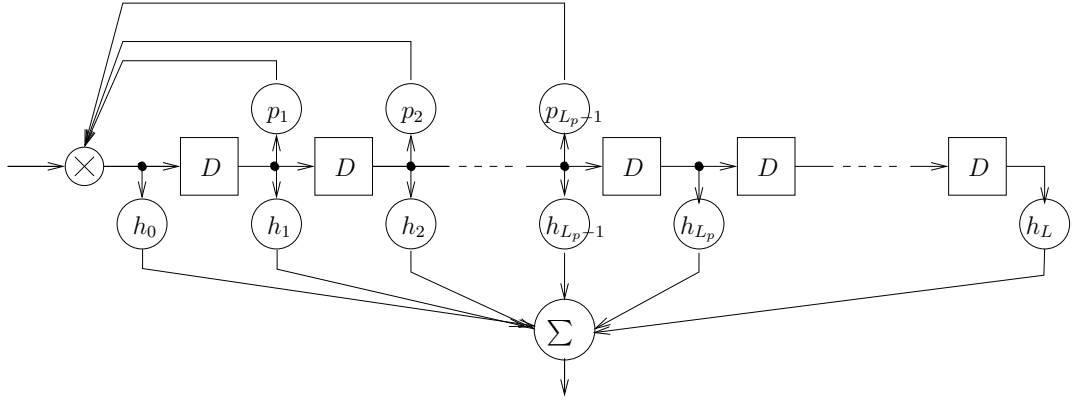 p_1 p_2 p_{L_p-1}
× D D D D D
h_0 h_1 h_2 h_{L_p-1} h_{L_p} h_L
Σ